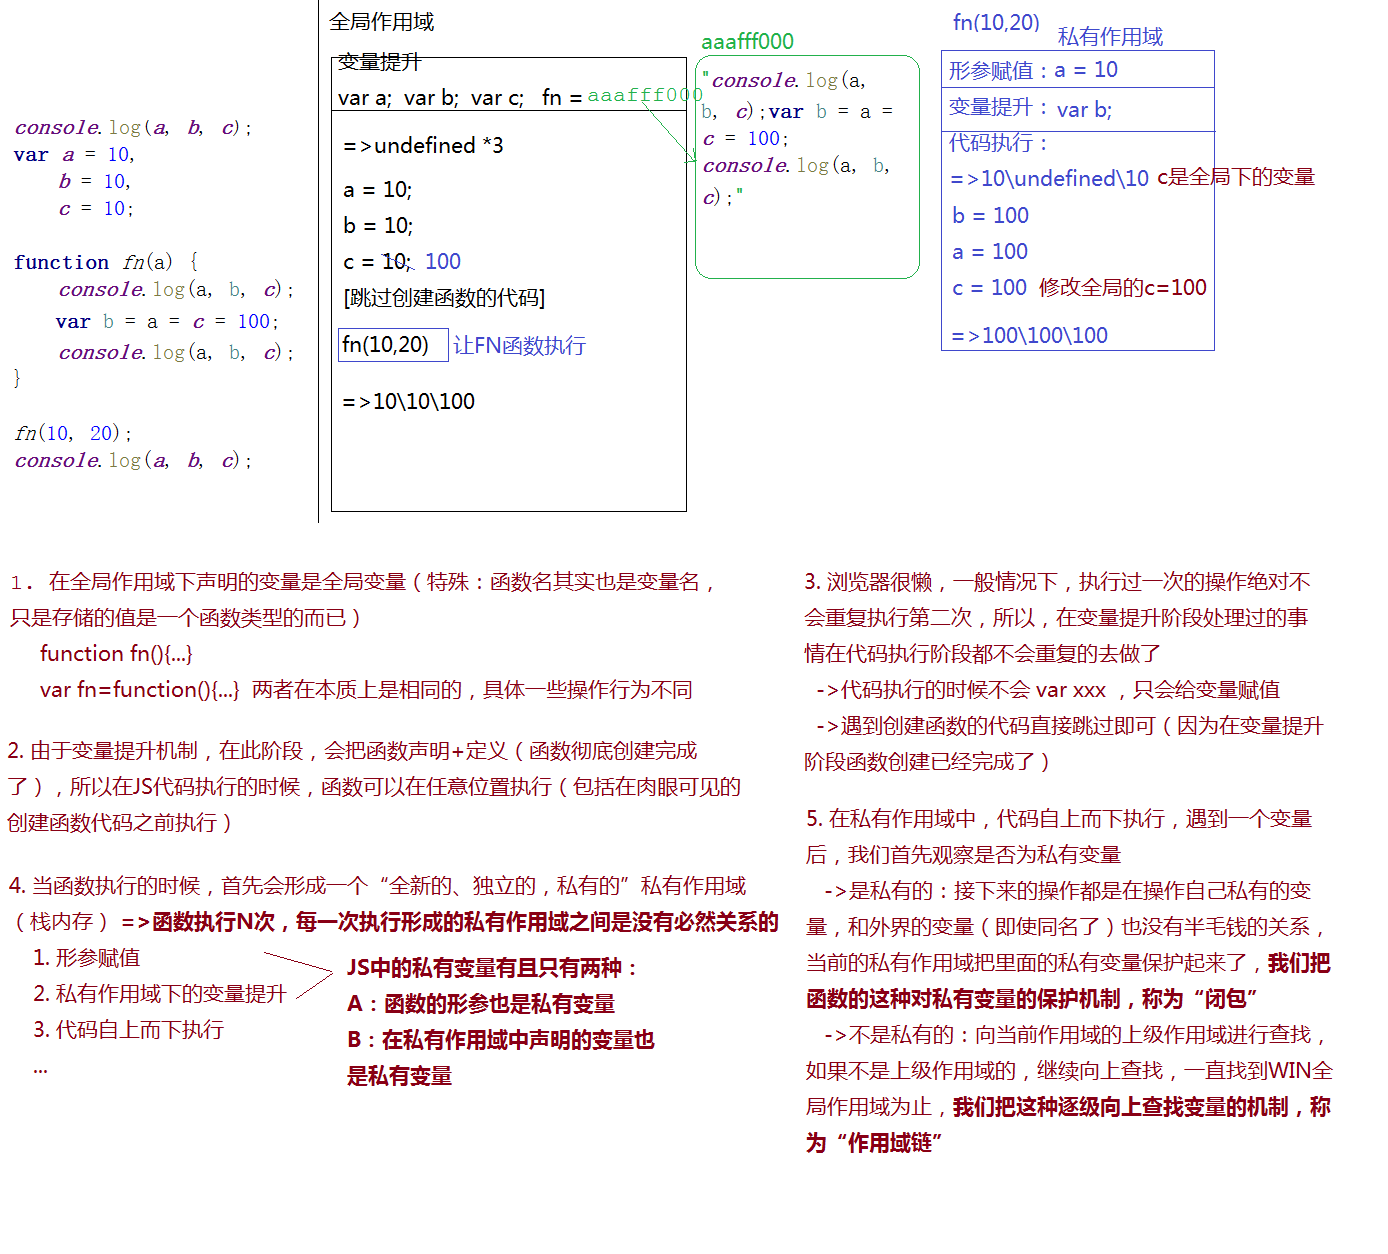 console.log(a, b, c);
var a = 10,
b = 10,
c = 10;
function fn(a) {
console.log(a, b, c);
var b = a = c = 100;
console.log(a, b, c);
}
fn(10, 20);
console.log(a, b, c);
全局作用域
变量提升
var a; var b; var c; fn = aaafff000
=>undefined *3
a = 10;
b = 10;
c = 10; 100
[跳过创建函数的代码]
fn(10,20) 让FN函数执行
=>10\10\100
aaafff000
"console.log(a,
b, c);var b = a =
c = 100;
console.log(a, b,
c);"
fn(10,20)
私有作用域
形参赋值：a = 10
变量提升： var b;
代码执行：
=>10\undefined\10 c是全局下的变量
b = 100
a = 100
c = 100 修改全局的c=100
=>100\100\100
1. 在全局作用域下声明的变量是全局变量（特殊：函数名其实也是变量名，
只是存储的值是一个函数类型的而已）
function fn(){...}
var fn=function(){...} 两者在本质上是相同的，具体一些操作行为不同
2. 由于变量提升机制，在此阶段，会把函数声明+定义（函数彻底创建完成
了），所以在JS代码执行的时候，函数可以在任意位置执行（包括在肉眼可见的
创建函数代码之前执行）
4. 当函数执行的时候，首先会形成一个“全新的、独立的，私有的”私有作用域
（栈内存）=>函数执行N次，每一次执行形成的私有作用域之间是没有必然关系的
1. 形参赋值
2. 私有作用域下的变量提升
3. 代码自上而下执行
...
JS中的私有变量有且只有两种：
A：函数的形参也是私有变量
B：在私有作用域中声明的变量也
是私有变量
3. 浏览器很懒，一般情况下，执行过一次的操作绝对不
会重复执行第二次，所以，在变量提升阶段处理过的事
情在代码执行阶段都不会重复的去做了
->代码执行的时候不会 var xxx ，只会给变量赋值
->遇到创建函数的代码直接跳过即可（因为在变量提升
阶段函数创建已经完成了）
5. 在私有作用域中，代码自上而下执行，遇到一个变量
后，我们首先观察是否为私有变量
->是私有的：接下来的操作都是在操作自己私有的变
量，和外界的变量（即使同名了）也没有半毛钱的关系，
当前的私有作用域把里面的私有变量保护起来了，我们把
函数的这种对私有变量的保护机制，称为“闭包”
->不是私有的：向当前作用域的上级作用域进行查找，
如果不是上级作用域的，继续向上查找，一直找到WIN全
局作用域为止，我们把这种逐级向上查找变量的机制，称
为“作用域链”